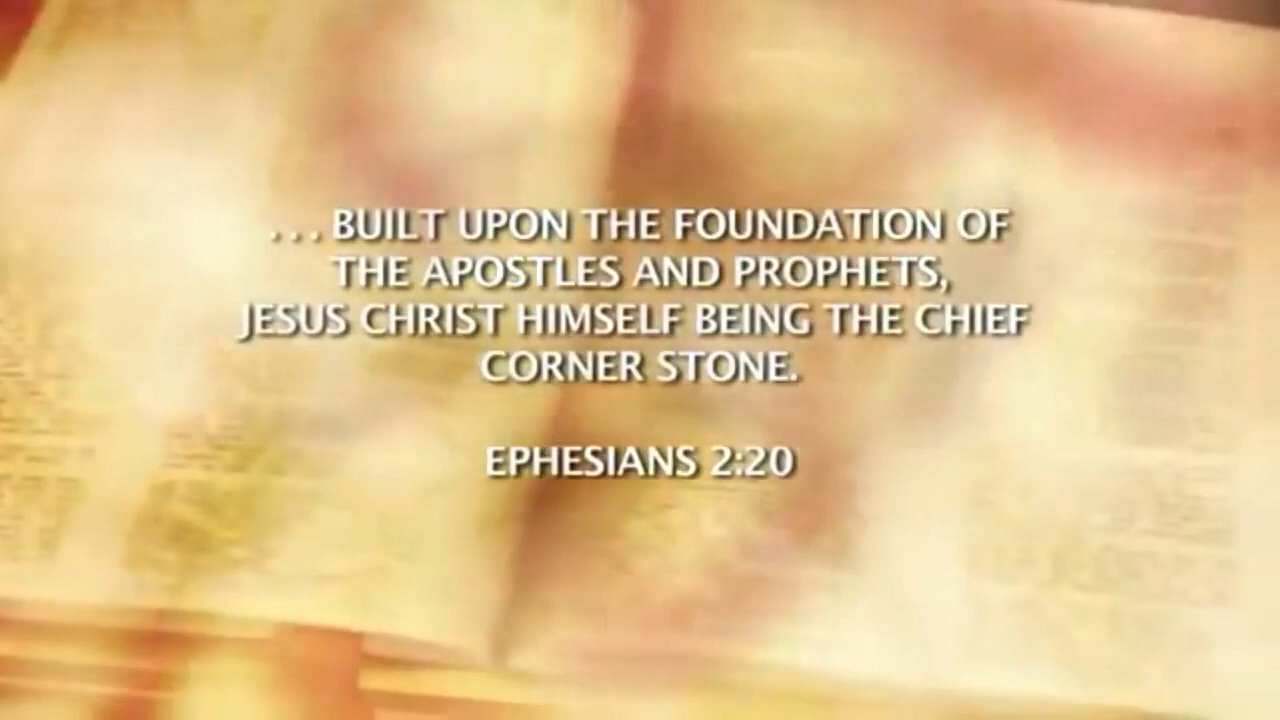 . . . BUILT UPON THE FOUNDATION OF
THE APOSTLES AND PROPHETS,
JESUS CHRIST HIMSELF BEING THE CHIEF
CORNER STONE.
EPHESIANS 2:20